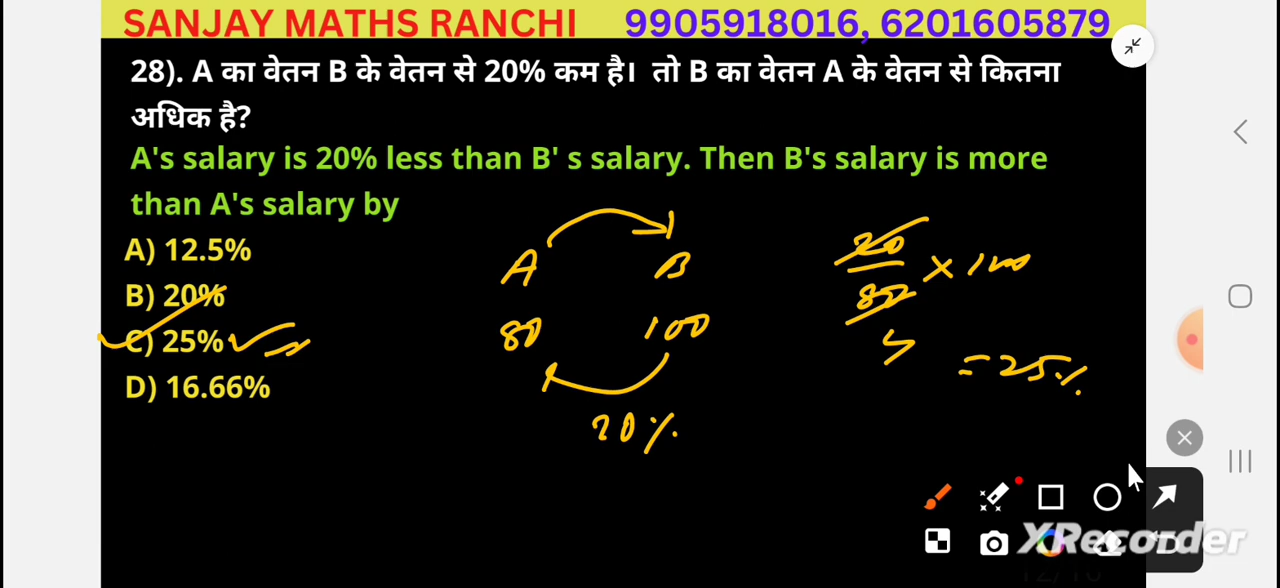 SANJAY MATHS RANCHI 9905918016, 6201605879
28). A का वेतन B के वेतन से 20% कम है। तो B का वेतन A के वेतन से कितना
अधिक है?
A's salary is 20% less than B' s salary. Then B's salary is more
than A's salary by
A) 12.5%
B) 20%
C) 25%
D) 16.66%
A B
80 100
20%
20
80 × 100
4
= 25%
XRecorder
12/10